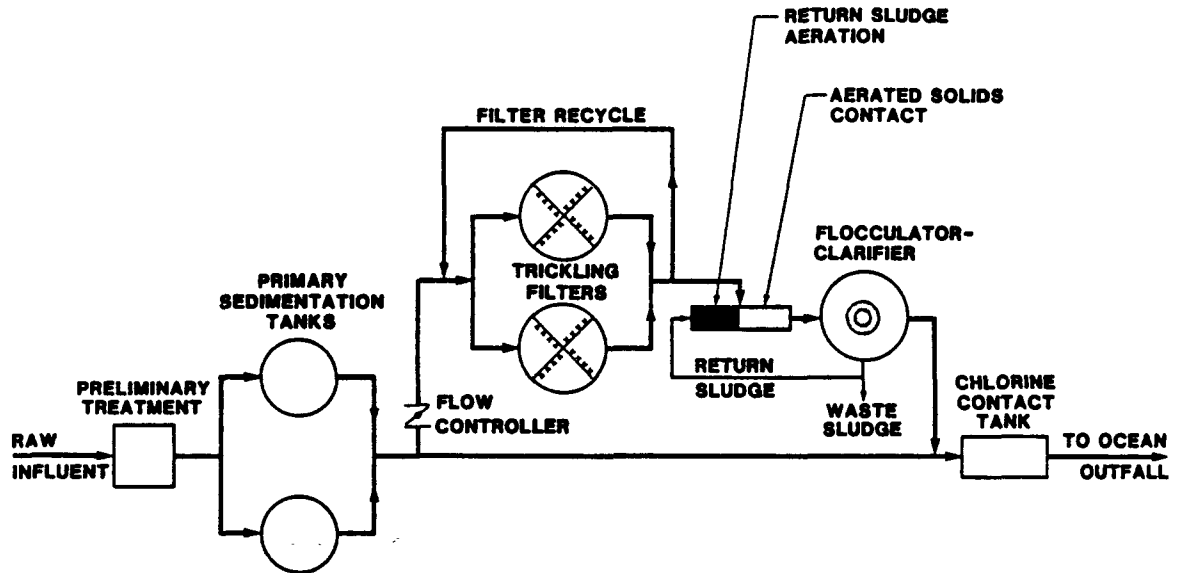 RETURN SLUDGE
AERATION
AERATED SOLIDS
CONTACT
FILTER RECYCLE
FLOCCULATOR-
CLARIFIER
TRICKLING
FILTERS
PRIMARY
SEDIMENTATION
TANKS
RETURN
SLUDGE
PRELIMINARY
TREATMENT
FLOW
CONTROLLER
WASTE
SLUDGE
CHLORINE
CONTACT
TANK
RAW
INFLUENT
TO OCEAN
OUTFALL